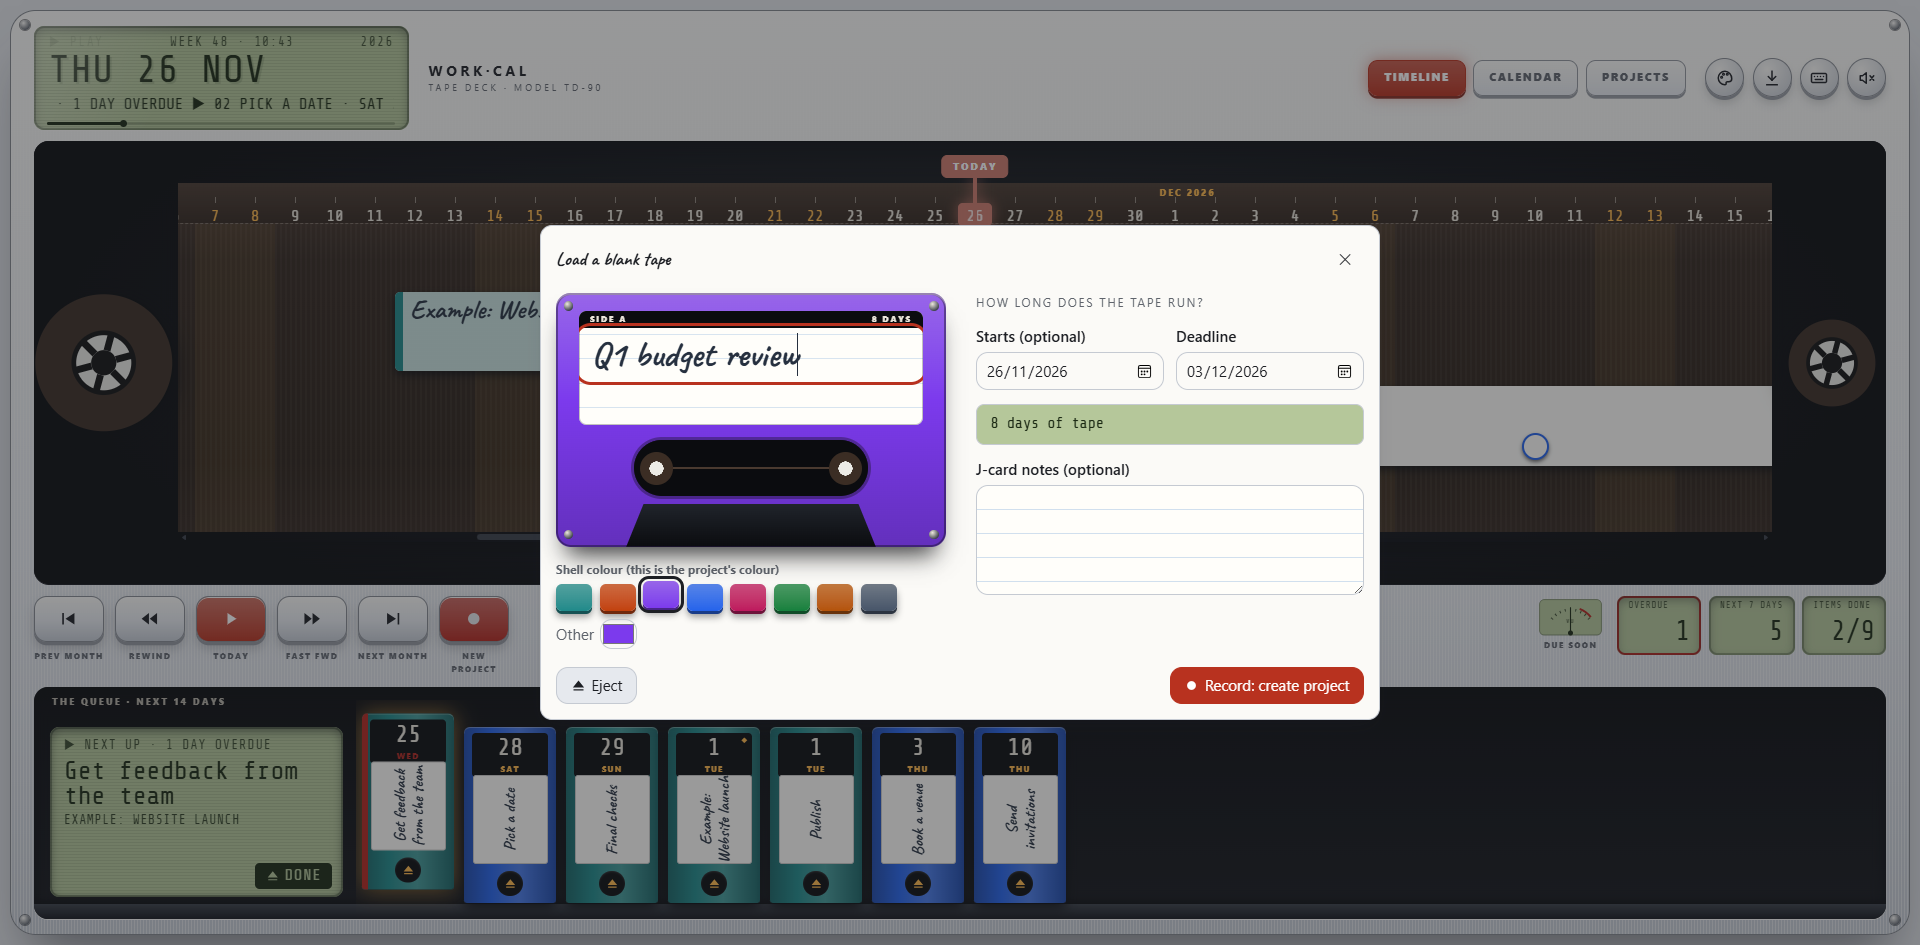 WEEK 48 · 10:43
2026
THU 26 NOV
· 1 DAY OVERDUE ▶ 02 PICK A DATE · SAT
WORK·CAL
TAPE DECK · MODEL TD-90
TIMELINE
CALENDAR
PROJECTS
TODAY
DEC 2026
7 8 9 10 11 12 13 14 15 16 17 18 19 20 21 22 23 24 25 26 27 28 29 30 1 2 3 4 5 6 7 8 9 10 11 12 13 14 15
Example: Web
Load a blank tape
SIDE A
8 DAYS
Q1 budget review
Shell colour (this is the project's colour)
Other
Eject
HOW LONG DOES THE TAPE RUN?
Starts (optional)
Deadline
26/11/2026
03/12/2026
8 days of tape
J-card notes (optional)
Record: create project
PREV MONTH
REWIND
TODAY
FAST FWD
NEXT MONTH
NEW
PROJECT
DUE SOON
OVERDUE
1
NEXT 7 DAYS
5
ITEMS DONE
2/9
THE QUEUE · NEXT 14 DAYS
▶ NEXT UP · 1 DAY OVERDUE
Get feedback from
the team
EXAMPLE: WEBSITE LAUNCH
DONE
25
WED
Get feedback
from the team
28
SAT
Pick a date
29
SUN
Final checks
1
TUE
Example:
Website launch
1
TUE
Publish
3
THU
Book a venue
10
THU
Send
invitations